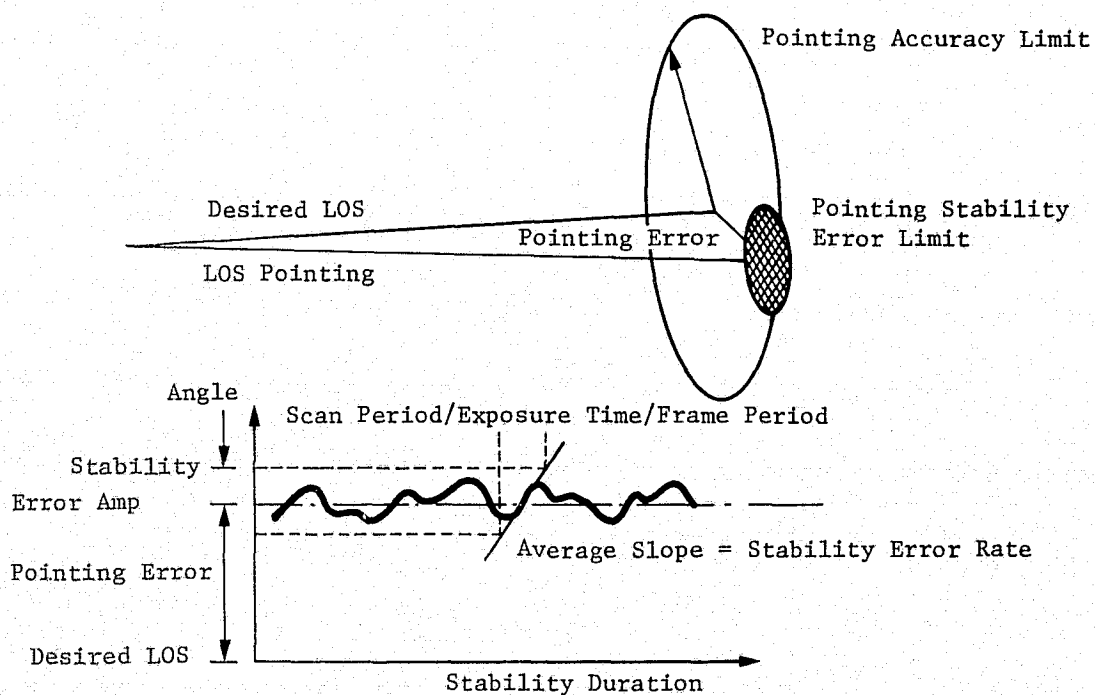 Pointing Accuracy Limit
Desired LOS
Pointing Error
Pointing Stability
Error Limit
LOS Pointing
Angle
Scan Period/Exposure Time/Frame Period
Stability
Error Amp
Average Slope = Stability Error Rate
Pointing Error
Desired LOS
Stability Duration